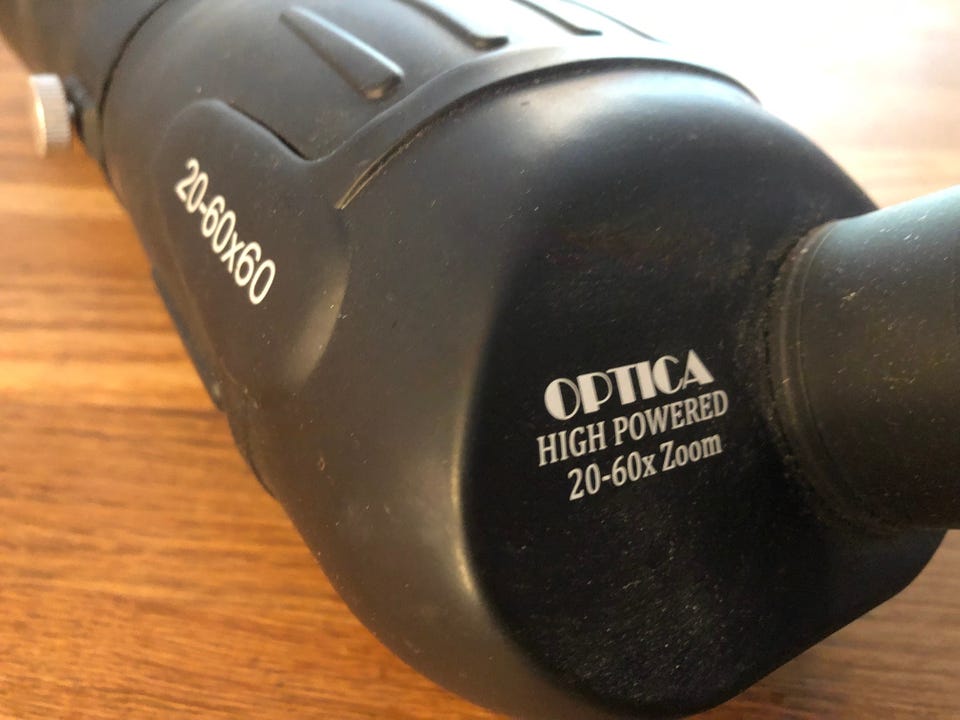 20-60x60
OPTICA
HIGH POWERED
20-60x Zoom